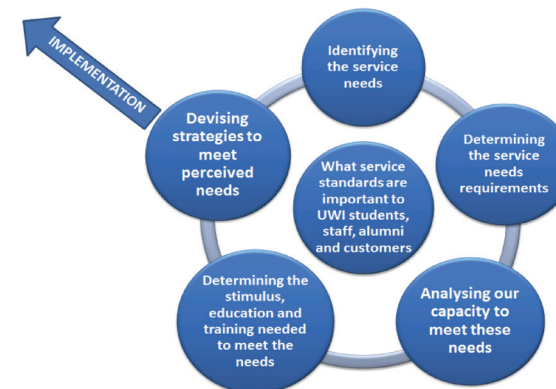 IMPLEMENTATION
Identifying
the service
needs
Devising
strategies to
meet
perceived
needs
Determining
the service
needs
requirements
What service
standards are
important to
UWI students,
staff, alumni
and customers
Determining the
stimulus,
education and
training needed
to meet the
needs
Analysing our
capacity to
meet these
needs